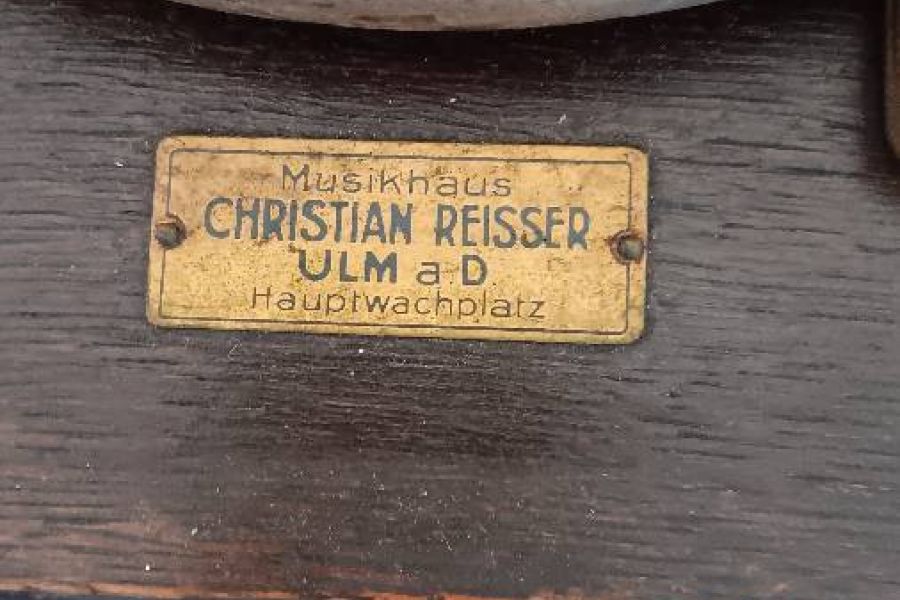 Musikhaus
CHRISTIAN REISSER
ULM a D
Hauptwachplatz